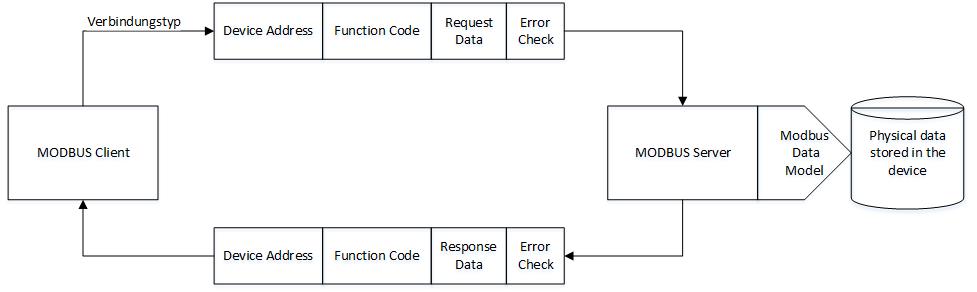 Verbindungstyp
Device Address
Function Code
Request
Data
Error
Check
MODBUS Client
MODBUS Server
Modbus
Data
Model
Physical data
stored in the
device
Device Address
Function Code
Response
Data
Error
Check